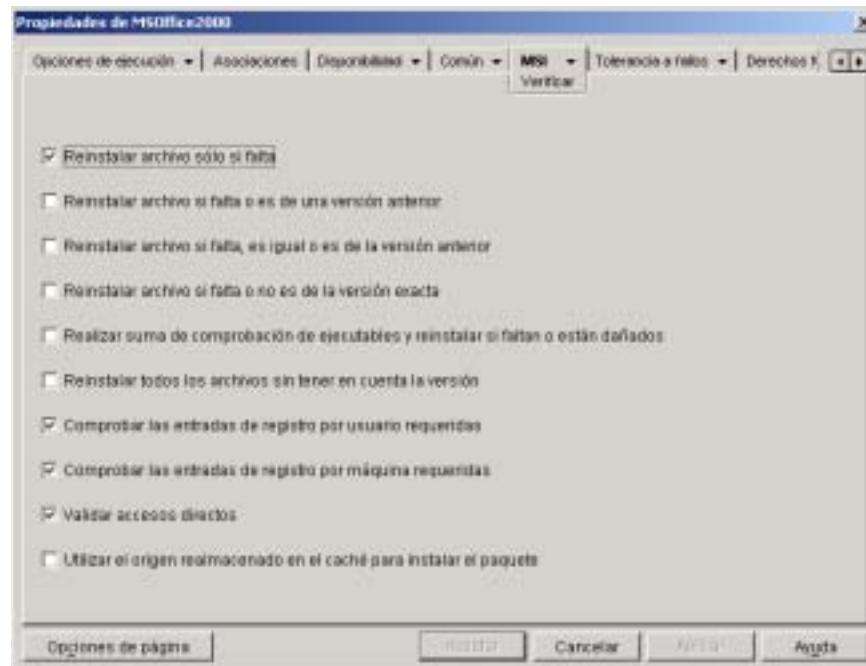 Propiedades de MSOffice2000
Opciones de ejecución | Asociaciones | Disponibilidad | Común | MSI | Tolerancia a fallos | Derechos
Verificar
Reinstalar archivo sólo si falta
Reinstalar archivo si falta o es de una versión anterior
Reinstalar archivo si falta, es igual o es de la versión anterior
Reinstalar archivo si falta o no es de la versión exacta
Realizar suma de comprobación de ejecutables y reinstalar si faltan o están dañados
Reinstalar todos los archivos sin tener en cuenta la versión
Comprobar las entradas de registro por usuario requeridas
Comprobar las entradas de registro por máquina requeridas
Validar accesos directos
Utilizar el origen realmacenado en el caché para instalar el paquete
Opciones de página Cancelar Ayuda